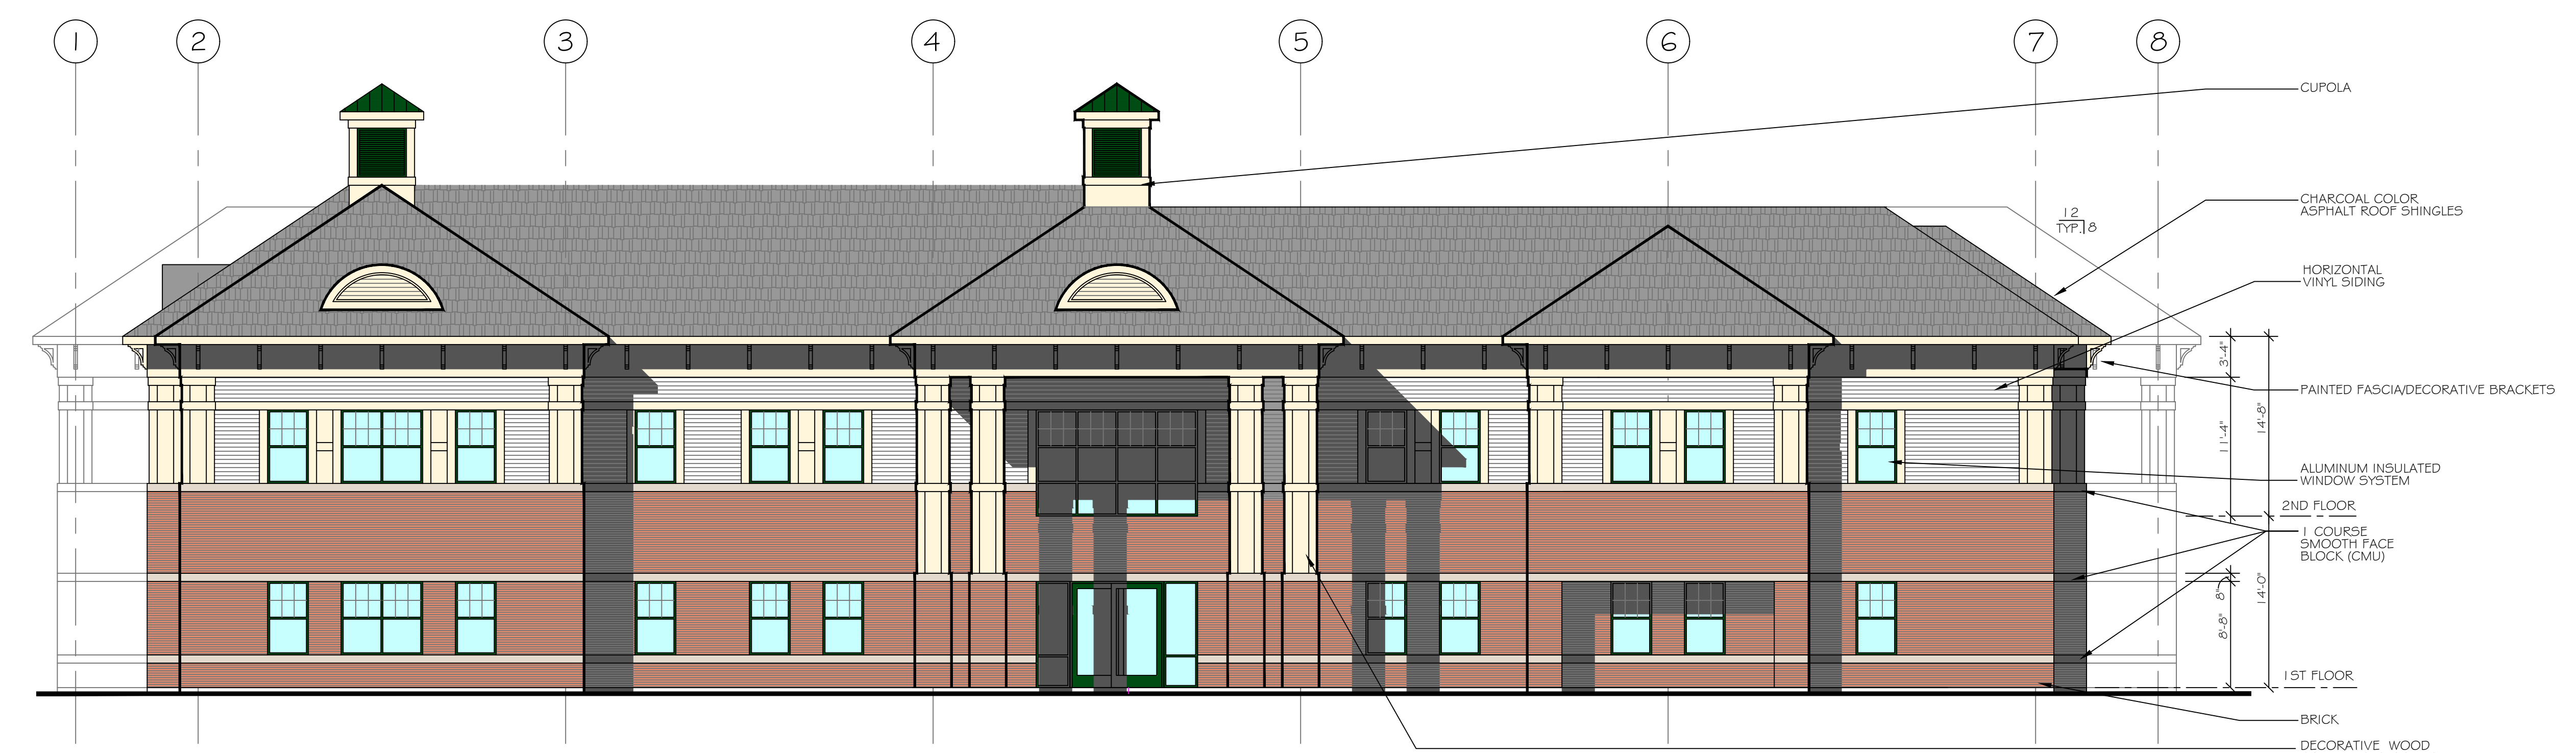 1 2 3 4 5 6 7 8
CUPOLA
CHARCOAL COLOR
ASPHALT ROOF SHINGLES
12
TYP. 8
HORIZONTAL
VINYL SIDING
3'-4"
PAINTED FASCIA/DECORATIVE BRACKETS
11'-4"
14'-8"
ALUMINUM INSULATED
WINDOW SYSTEM
2ND FLOOR
1 COURSE
SMOOTH FACE
BLOCK (CMU)
8"
14'-0"
8'-8"
1ST FLOOR
BRICK
DECORATIVE WOOD